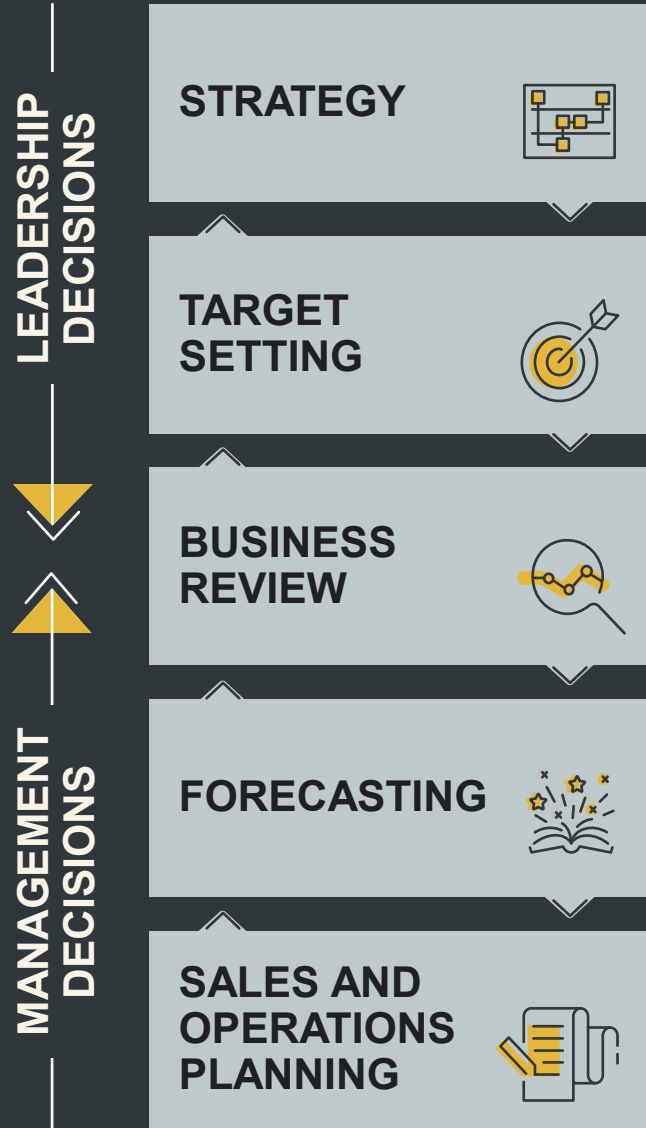 LEADERSHIP
DECISIONS
STRATEGY
TARGET
SETTING
BUSINESS
REVIEW
MANAGEMENT
DECISIONS
FORECASTING
SALES AND
OPERATIONS
PLANNING